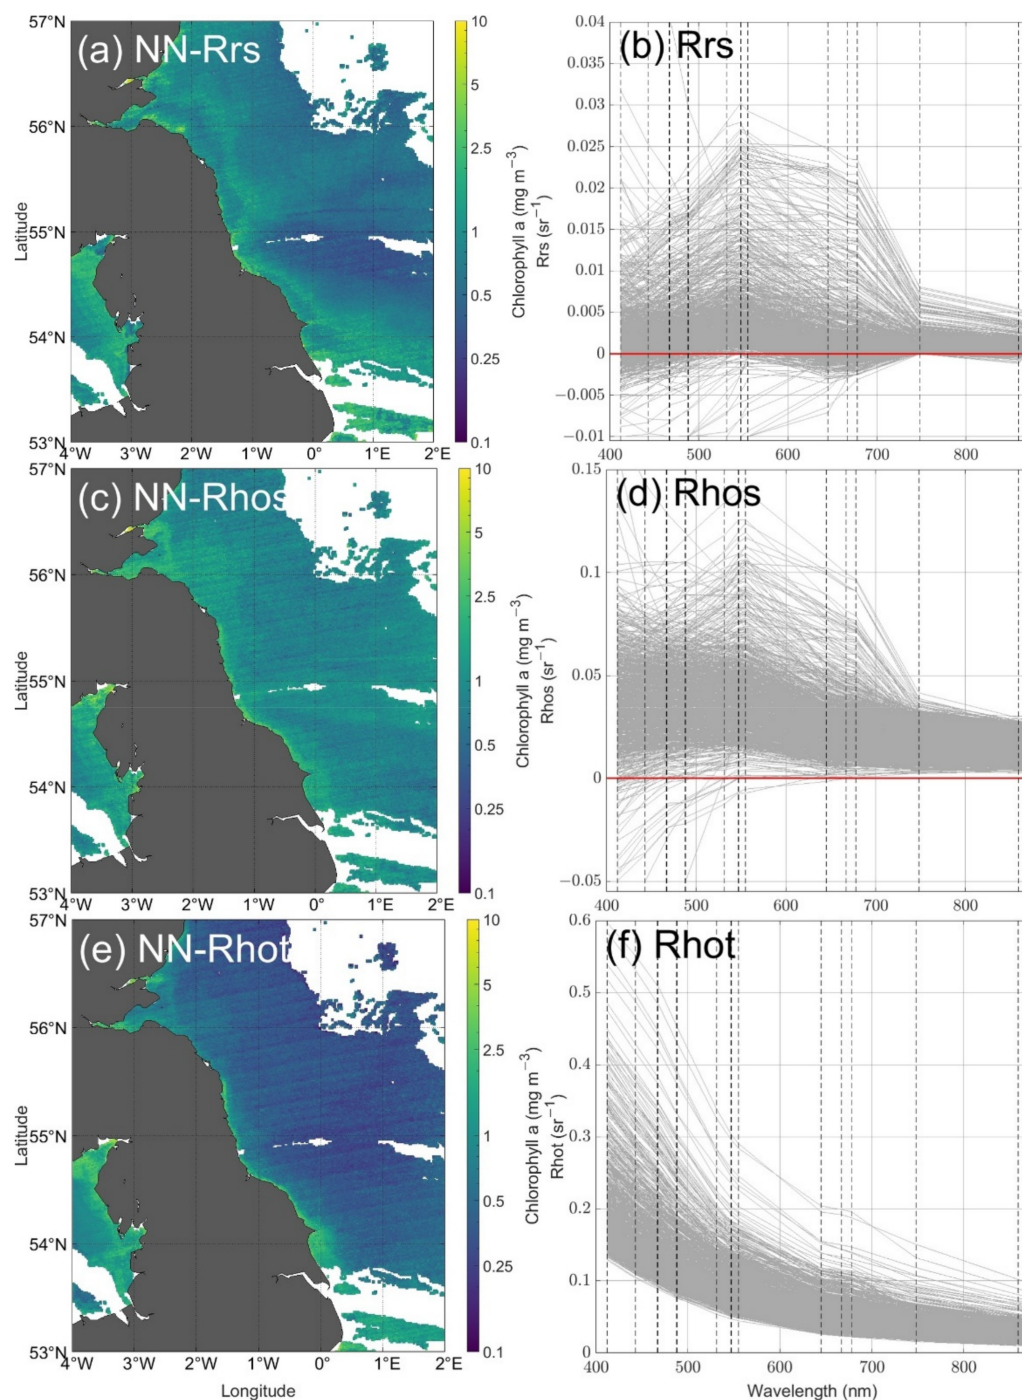 (a) NN-Rrs
57°N
56°N
55°N
54°N
53°N
Latitude
4°W 3°W 2°W 1°W 0° 1°E 2°E
10
5
2.5
1
0.5
0.25
0.1
Chlorophyll a (mg m−3)
(b) Rrs
0.04
0.035
0.03
0.025
0.02
0.015
0.01
0.005
0
−0.005
−0.01
Rrs (sr−1)
400 500 600 700 800
(c) NN-Rhos
57°N
56°N
55°N
54°N
53°N
Latitude
4°W 3°W 2°W 1°W 0° 1°E 2°E
10
5
2.5
1
0.5
0.25
0.1
Chlorophyll a (mg m−3)
(d) Rhos
0.15
0.1
0.05
0
−0.05
Rhos (sr−1)
400 500 600 700 800
(e) NN-Rhot
57°N
56°N
55°N
54°N
53°N
Latitude
4°W 3°W 2°W 1°W 0° 1°E 2°E
Longitude
10
5
2.5
1
0.5
0.25
0.1
Chlorophyll a (mg m−3)
(f) Rhot
0.6
0.5
0.4
0.3
0.2
0.1
0
Rhot (sr−1)
400 500 600 700 800
Wavelength (nm)